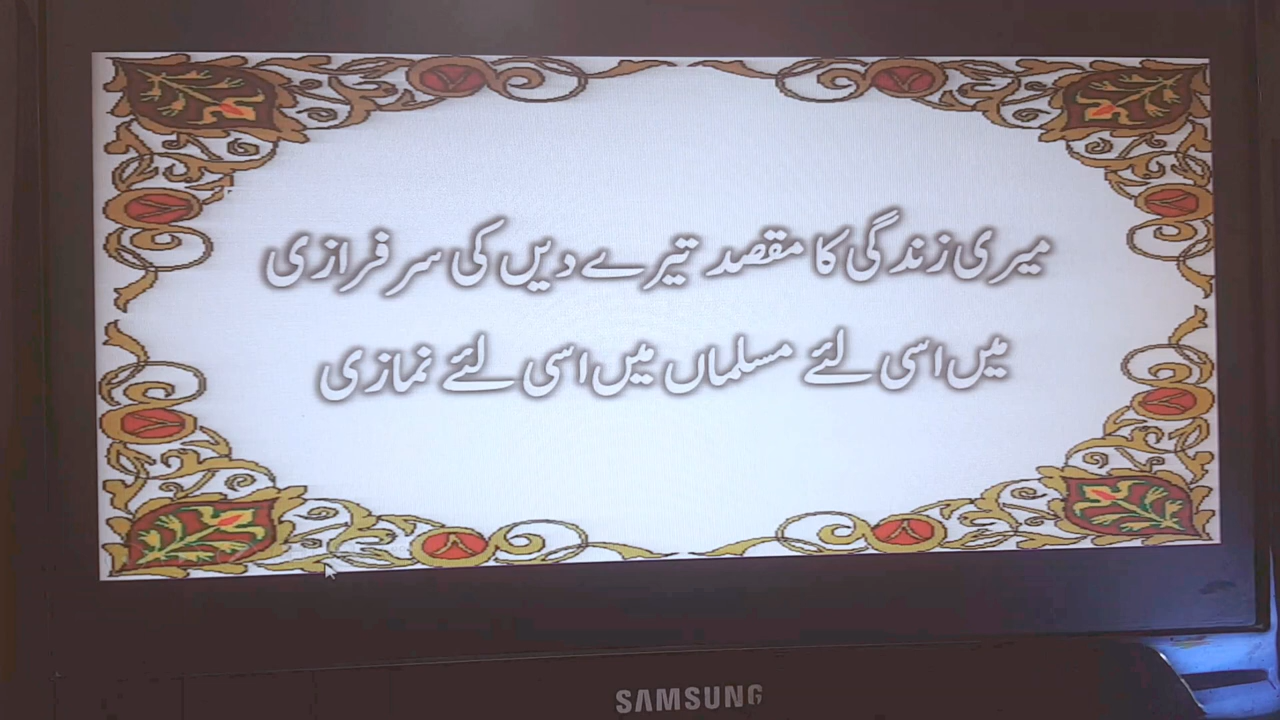 میری زندگی کا مقصد تیرے دیں کی سرفرازی
میں اسی لئے مسلماں میں اسی لئے نمازی
SAMSUNG